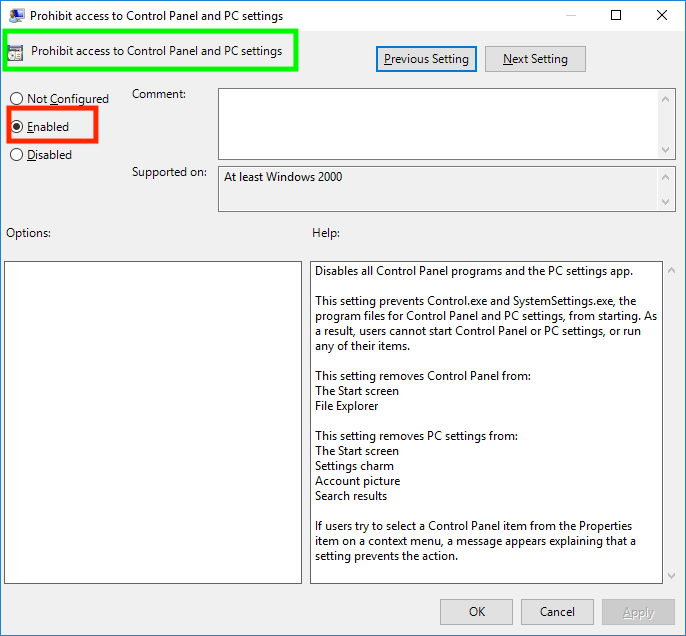 Prohibit access to Control Panel and PC settings
Prohibit access to Control Panel and PC settings
Previous Setting
Next Setting
Not Configured
Comment:
Enabled
Disabled
Supported on:
At least Windows 2000
Options:
Help:
Disables all Control Panel programs and the PC settings app.
This setting prevents Control.exe and SystemSettings.exe, the
program files for Control Panel and PC settings, from starting. As
a result, users cannot start Control Panel or PC settings, or run
any of their items.
This setting removes Control Panel from:
The Start screen
File Explorer
This setting removes PC settings from:
The Start screen
Settings charm
Account picture
Search results
If users try to select a Control Panel item from the Properties
item on a context menu, a message appears explaining that a
setting prevents the action.
OK
Cancel
Apply